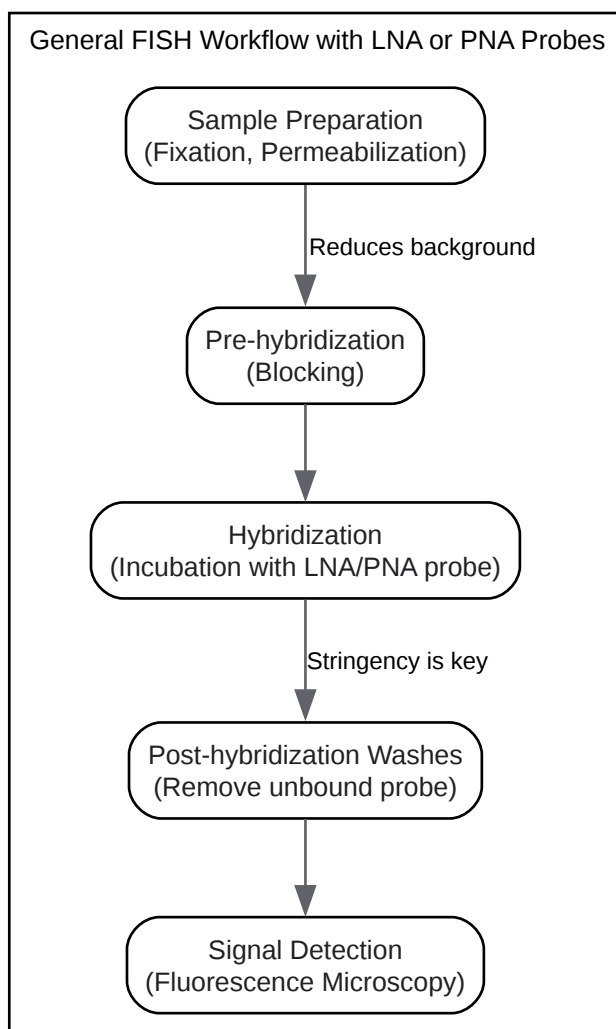 General FISH Workflow with LNA or PNA Probes
Sample Preparation
(Fixation, Permeabilization)
Reduces background
Pre-hybridization
(Blocking)
Hybridization
(Incubation with LNA/PNA probe)
Stringency is key
Post-hybridization Washes
(Remove unbound probe)
Signal Detection
(Fluorescence Microscopy)